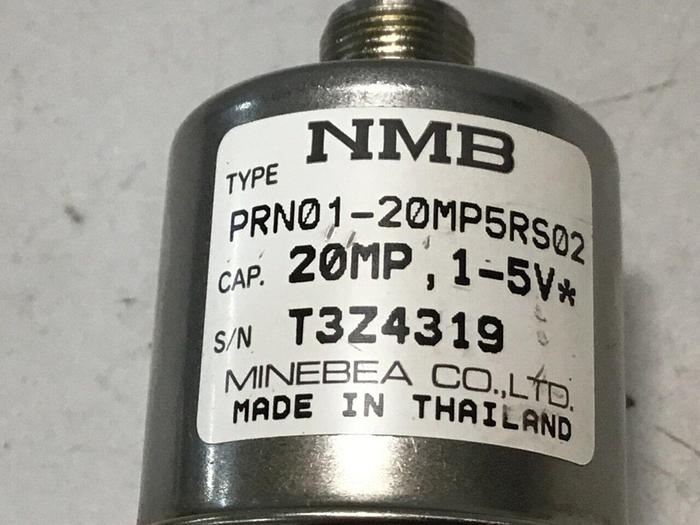 NMB
TYPE
PRN01-20MP5RS02
CAP. 20MP, 1-5V*
S/N T3Z4319
MINEBEA CO.,LTD.
MADE IN THAILAND